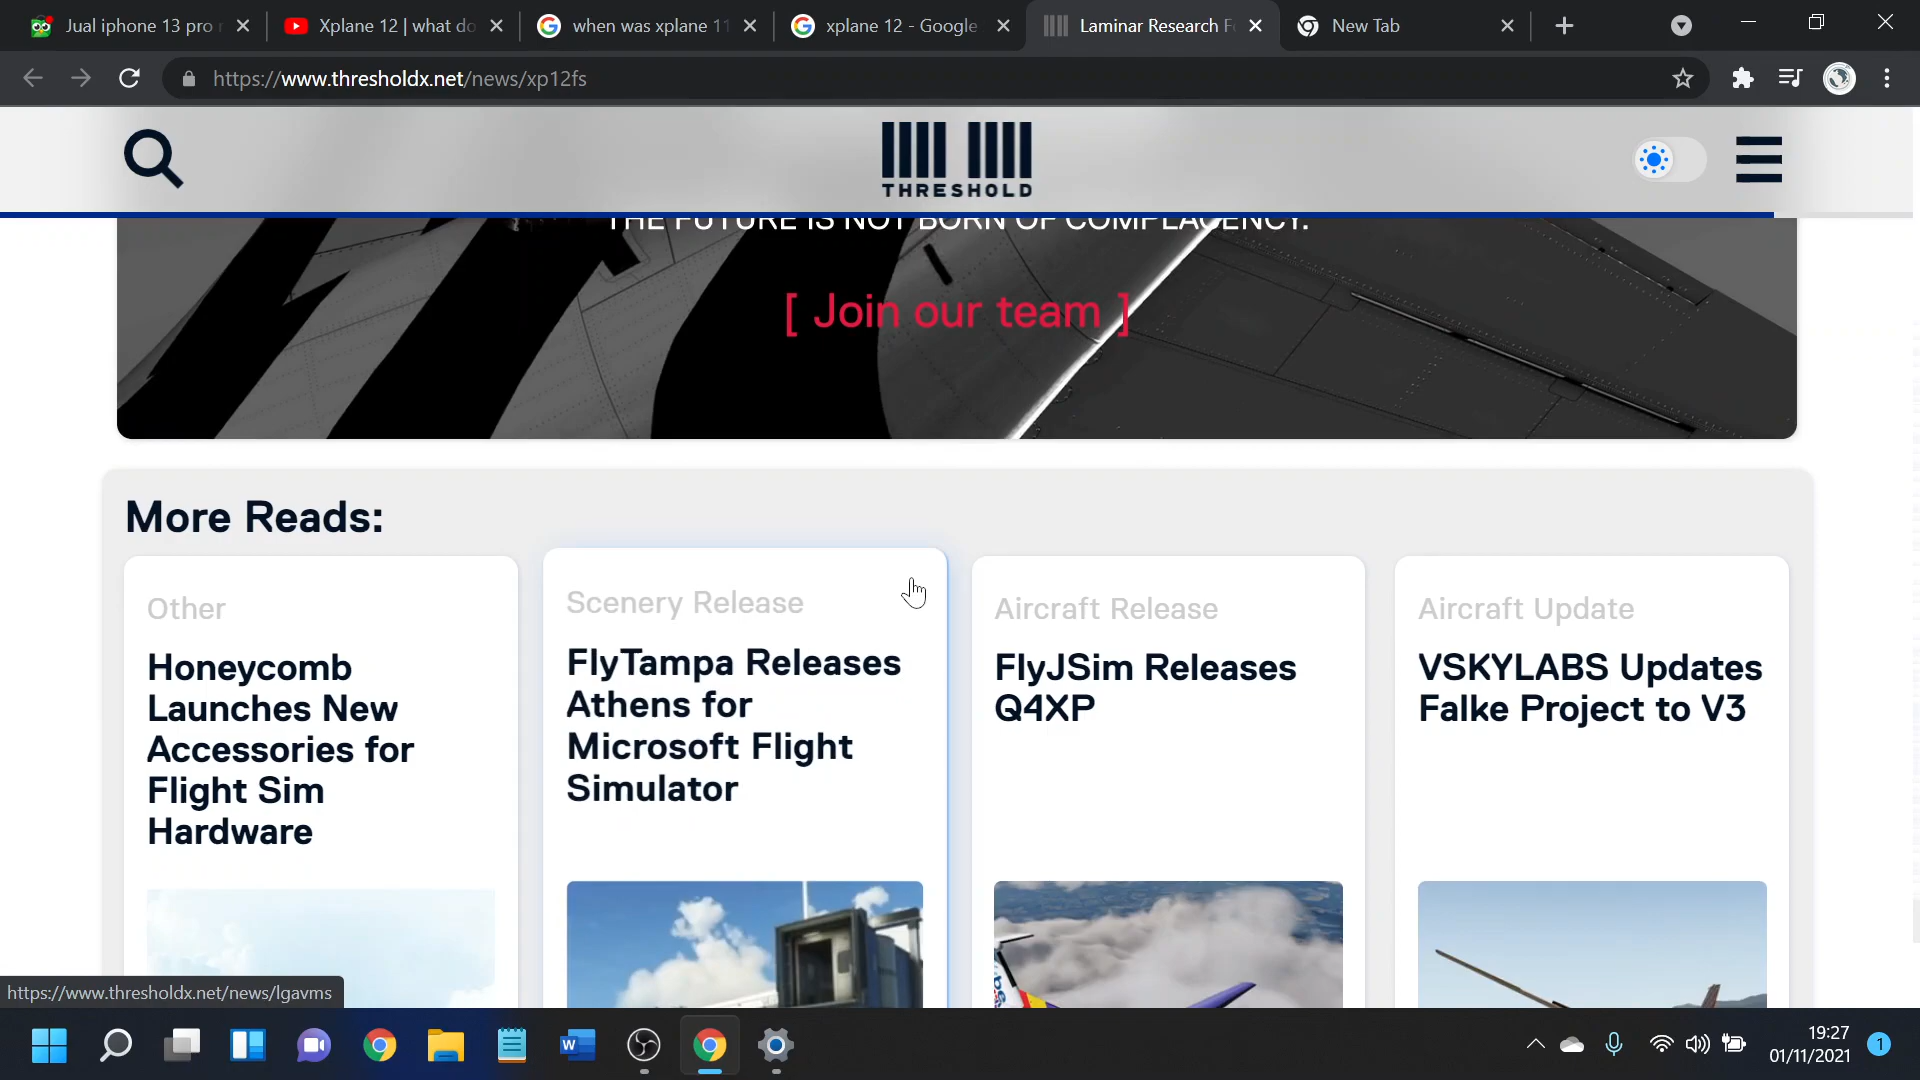 Jual iphone 13 pro
Xplane 12 | what do
when was xplane 11
xplane 12 - Google
Laminar Research F
New Tab
https://www.thresholdx.net/news/xp12fs
THRESHOLD
THE FUTURE IS NOT BORN OF COMPLACENCY.
[ Join our team ]
More Reads:
Other
Honeycomb
Launches New
Accessories for
Flight Sim
Hardware
Scenery Release
FlyTampa Releases
Athens for
Microsoft Flight
Simulator
Aircraft Release
FlyJSim Releases
Q4XP
Aircraft Update
VSKYLABS Updates
Falke Project to V3
https://www.thresholdx.net/news/lgavms
W
19:27
01/11/2021
1